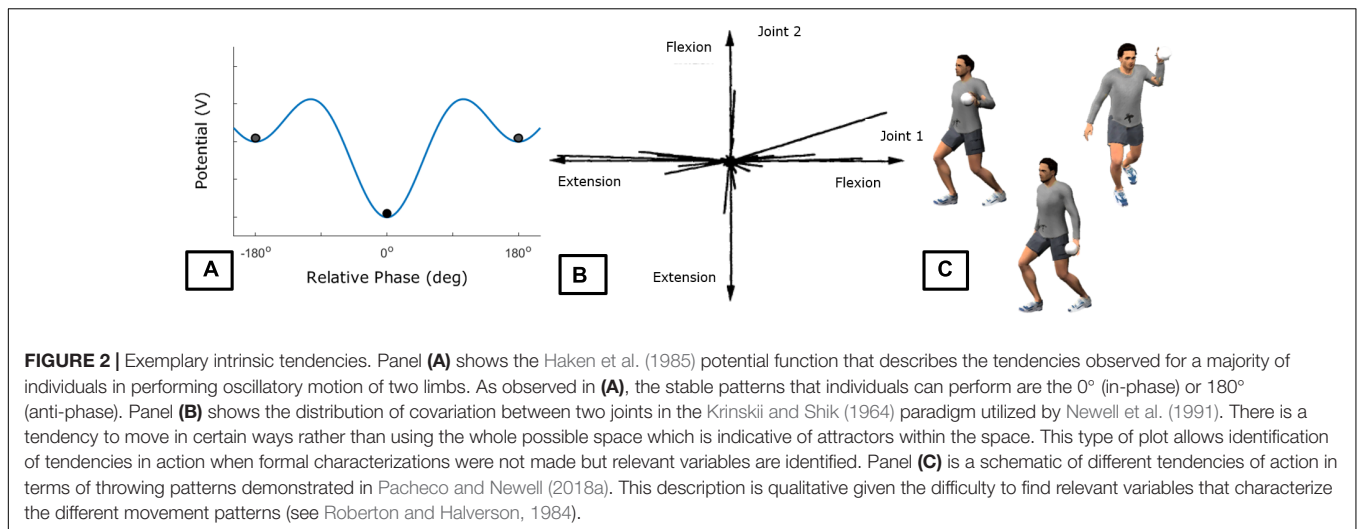 Potential (V)
-180°
0°
180°
Relative Phase (deg)
A
Flexion
Joint 2
Joint 1
Extension
Flexion
Extension
B
C
FIGURE 2 | Exemplary intrinsic tendencies. Panel (A) shows the Haken et al. (1985) potential function that describes the tendencies observed for a majority of
individuals in performing oscillatory motion of two limbs. As observed in (A), the stable patterns that individuals can perform are the 0° (in-phase) or 180°
(anti-phase). Panel (B) shows the distribution of covariation between two joints in the Krinskii and Shik (1964) paradigm utilized by Newell et al. (1991). There is a
tendency to move in certain ways rather than using the whole possible space which is indicative of attractors within the space. This type of plot allows identification
of tendencies in action when formal characterizations were not made but relevant variables are identified. Panel (C) is a schematic of different tendencies of action in
terms of throwing patterns demonstrated in Pacheco and Newell (2018a). This description is qualitative given the difficulty to find relevant variables that characterize
the different movement patterns (see Roberton and Halverson, 1984).